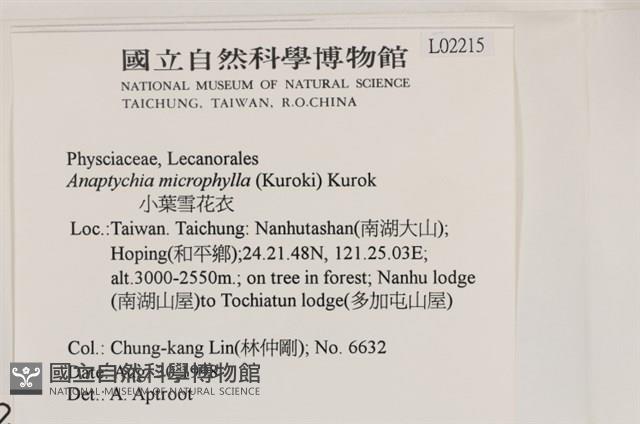 L02215
國立自然科學博物館
NATIONAL MUSEUM OF NATURAL SCIENCE
TAICHUNG, TAIWAN, R.O.CHINA
Physciaceae, Lecanorales
Anaptychia microphylla (Kuroki) Kurok
小葉雪花衣
Loc.:Taiwan. Taichung: Nanhutashan(南湖大山);
Hoping(和平鄉);24.21.48N, 121.25.03E;
alt.3000-2550m.; on tree in forest; Nanhu lodge
(南湖山屋)to Tochiatun lodge(多加屯山屋)
Col.: Chung-kang Lin(林仲剛); No. 6632
國立自然科學博物館
NATIONAL MUSEUM OF NATURAL SCIENCE
Det.: A. Aptroot